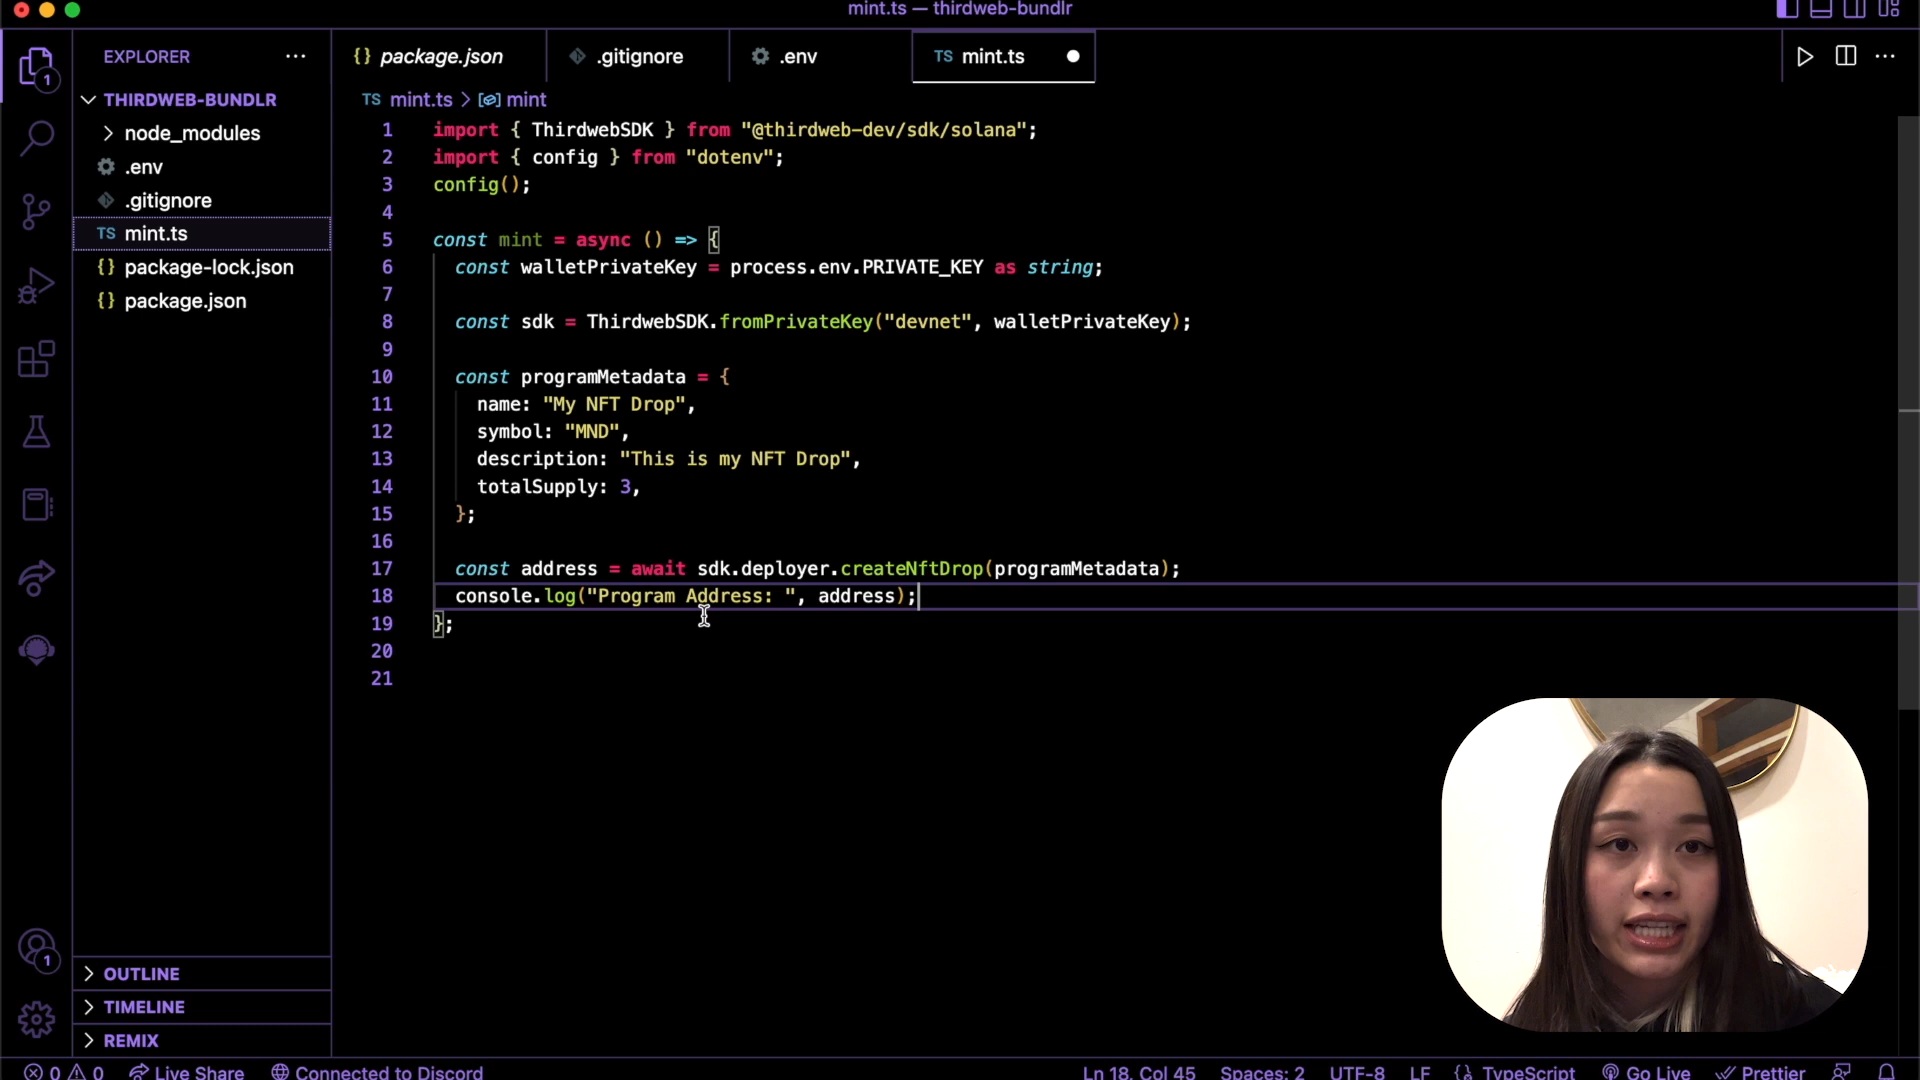 mint.ts — thirdweb-bundlr
EXPLORER
package.json
.gitignore
.env
TS mint.ts
THIRDWEB-BUNDLR
node_modules
.env
.gitignore
TS mint.ts
{} package-lock.json
{} package.json
TS mint.ts > mint
1 import { ThirdwebSDK } from "@thirdweb-dev/sdk/solana";
2 import { config } from "dotenv";
3 config();
4
5 const mint = async () => {
6 const walletPrivateKey = process.env.PRIVATE_KEY as string;
7
8 const sdk = ThirdwebSDK.fromPrivateKey("devnet", walletPrivateKey);
9
10 const programMetadata = {
11 name: "My NFT Drop",
12 symbol: "MND",
13 description: "This is my NFT Drop",
14 totalSupply: 3,
15 };
16
17 const address = await sdk.deployer.createNftDrop(programMetadata);
18 console.log("Program Address: ", address);
19 };
20
21
1
1
OUTLINE
TIMELINE
REMIX
0 0 Live Share Connected to Discord Ln 18, Col 45 Spaces: 2 UTF-8 LF {} TypeScript Go Live Prettier